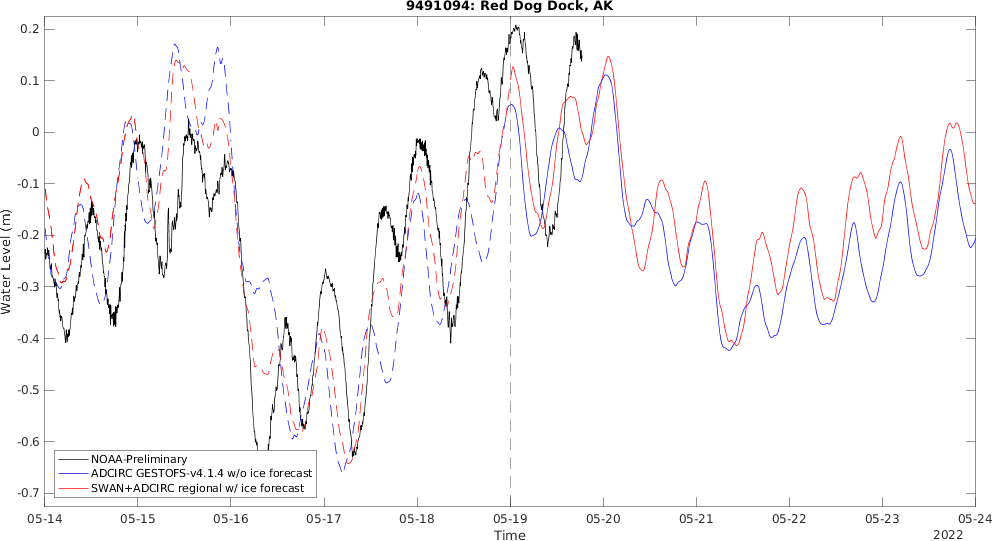 9491094: Red Dog Dock, AK
Water Level (m)
0.2
0.1
0
-0.1
-0.2
-0.3
-0.4
-0.5
-0.6
-0.7
NOAA-Preliminary
ADCIRC GESTOFS-v4.1.4 w/o ice forecast
SWAN+ADCIRC regional w/ ice forecast
05-14 05-15 05-16 05-17 05-18 05-19 05-20 05-21 05-22 05-23 05-24
Time
2022